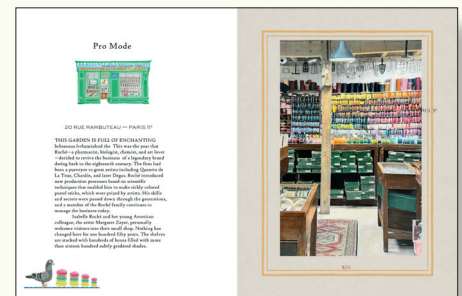 Pro Mode
20 RUE RAMBUTEAU — PARIS
THIS GARDEN IS FULL OF ENCHANTING
This was the year that
Roché—a pharmacist, biologist, chemist, and art lover
—decided to revive the business of a legendary brand
dating back to the eighteenth century. The firm had
been a purveyor to great artists including Quentin de
La Tour, Chardin, and later Degas. Roché introduced
new production processes based on scientific
techniques that enabled him to make richly colored
pastel sticks, which were prized by artists. His skills
and secrets were passed down through the generations,
and a member of the Roché family continues to
manage the business today.
Isabelle Roché and her young American
colleague, the artist Margaret Zayer, personally
welcome visitors into their small shop. Nothing has
changed here for one hundred fifty years. The shelves
are stacked with hundreds of boxes filled with more
than sixteen hundred subtly graded shades.